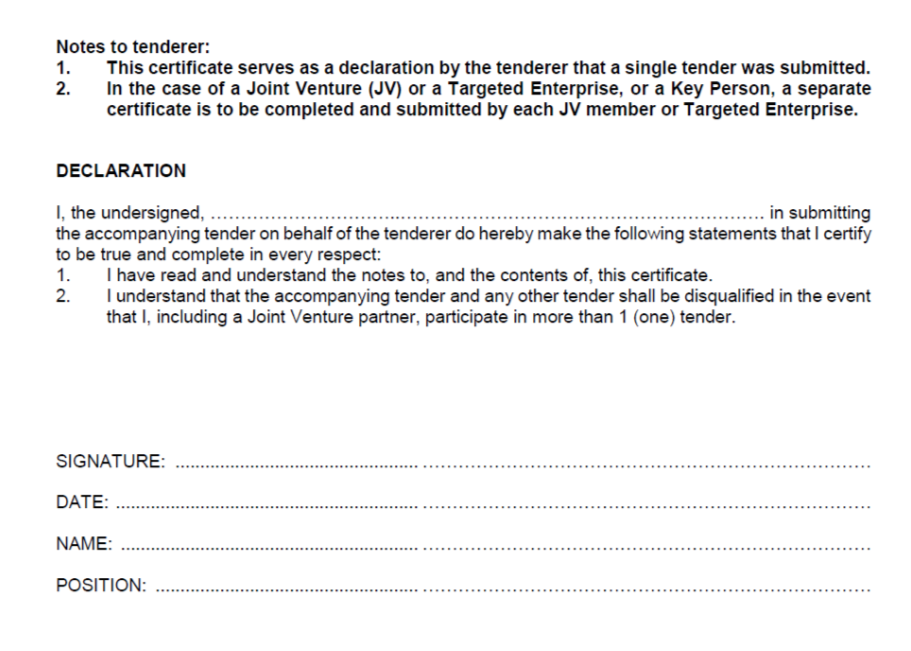 Notes to tenderer:
1. This certificate serves as a declaration by the tenderer that a single tender was submitted.
2. In the case of a Joint Venture (JV) or a Targeted Enterprise, or a Key Person, a separate
certificate is to be completed and submitted by each JV member or Targeted Enterprise.
DECLARATION
I, the undersigned, ........................................................................................ in submitting
the accompanying tender on behalf of the tenderer do hereby make the following statements that I certify
to be true and complete in every respect:
1. I have read and understand the notes to, and the contents of, this certificate.
2. I understand that the accompanying tender and any other tender shall be disqualified in the event
that I, including a Joint Venture partner, participate in more than 1 (one) tender.
SIGNATURE: ........................................................................................
DATE: ........................................................................................
NAME: ........................................................................................
POSITION: ........................................................................................